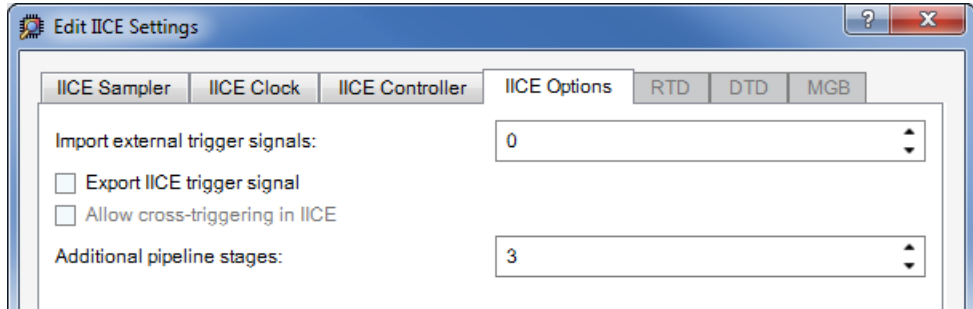 Edit IICE Settings
IICE Sampler IICE Clock IICE Controller IICE Options RTD DTD MGB
Import external trigger signals: 0
Export IICE trigger signal
Allow cross-triggering in IICE
Additional pipeline stages: 3